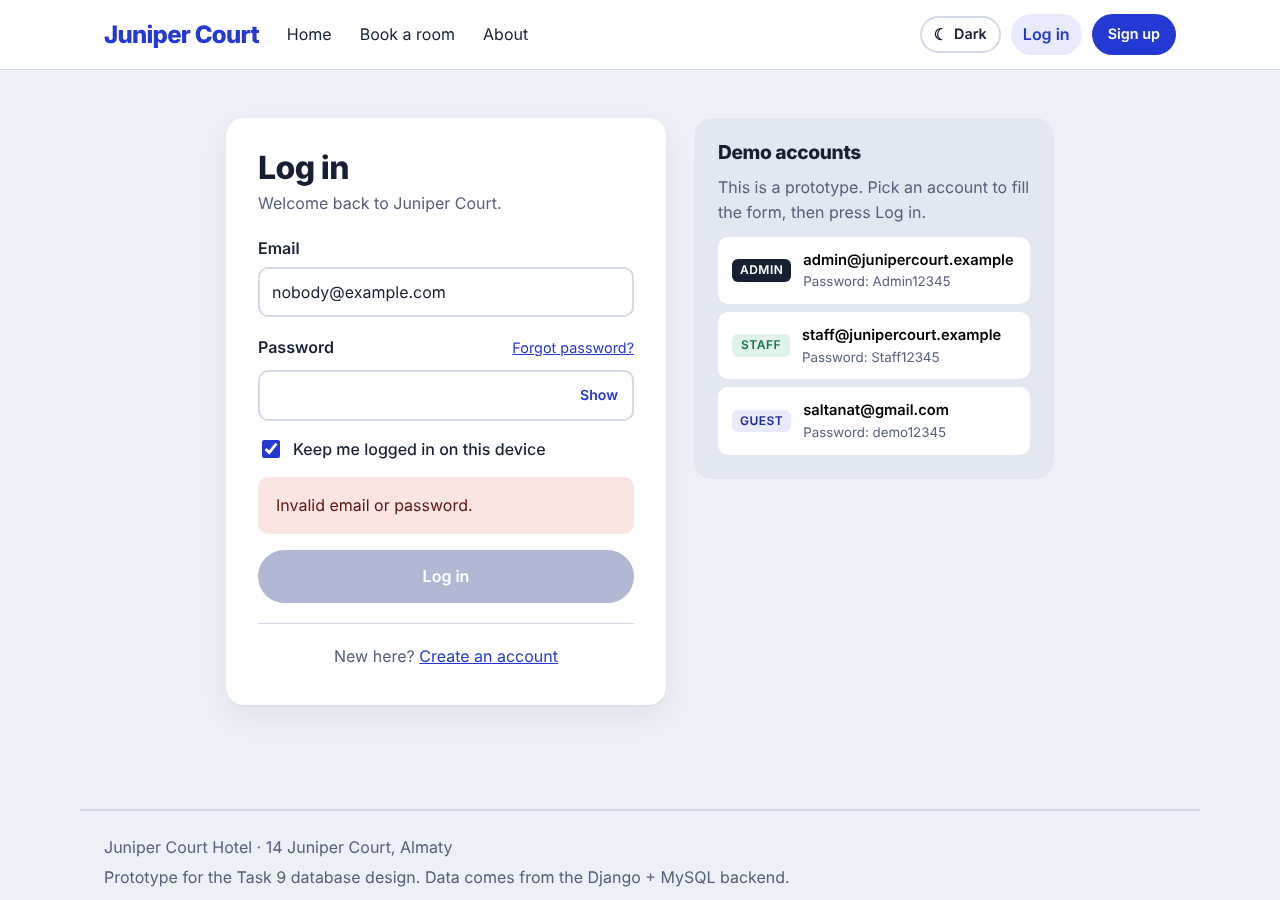 Juniper Court Home Book a room About ☾ Dark Log in Sign up
Log in
Welcome back to Juniper Court.
Email
nobody@example.com
Password Forgot password?
Show
Keep me logged in on this device
Invalid email or password.
Log in
New here? Create an account
Demo accounts
This is a prototype. Pick an account to fill
the form, then press Log in.
ADMIN admin@junipercourt.example
Password: Admin12345
STAFF staff@junipercourt.example
Password: Staff12345
GUEST saltanat@gmail.com
Password: demo12345
Juniper Court Hotel · 14 Juniper Court, Almaty
Prototype for the Task 9 database design. Data comes from the Django + MySQL backend.